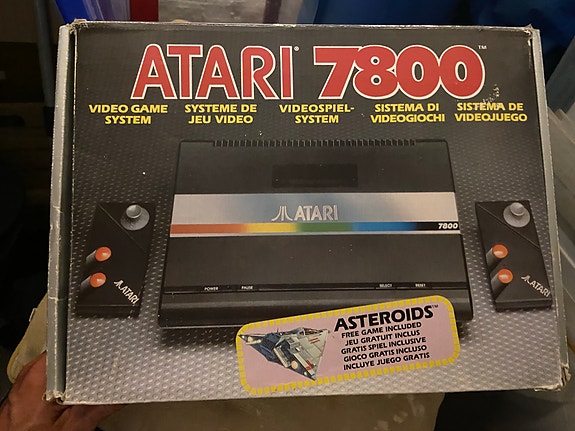 ATARI® 7800™
VIDEO GAME
SYSTEM
SYSTEME DE
JEU VIDEO
VIDEOSPIEL-
SYSTEM
SISTEMA DI
VIDEOGIOCHI
SISTEMA DE
VIDEOJUEGO
ATARI
7800
POWER PAUSE SELECT RESET
ATARI
ATARI
ASTEROIDS™
FREE GAME INCLUDED
JEU GRATUIT INCLUS
GRATIS SPIEL INCLUSIVE
GIOCO GRATIS INCLUSO
INCLUYE JUEGO GRATIS